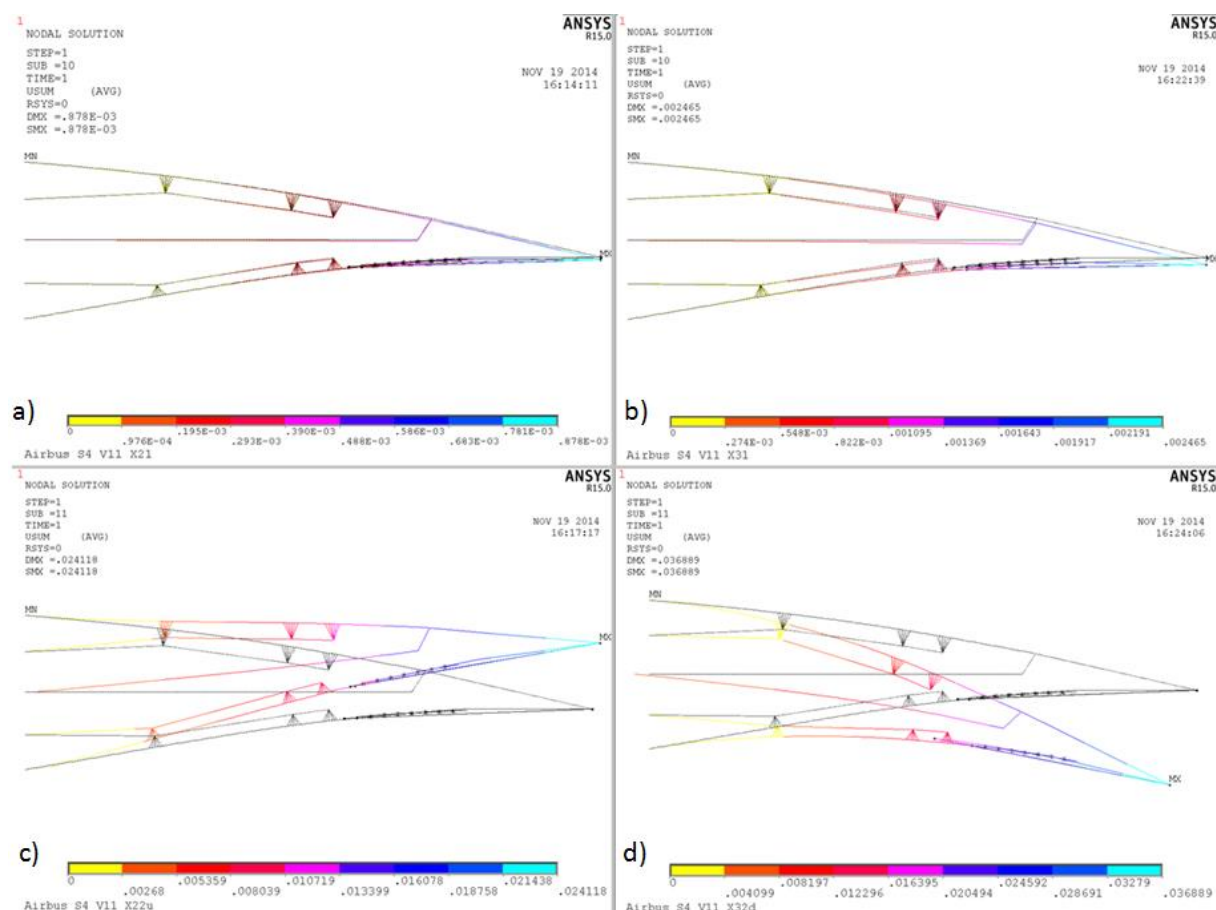 1
ANSYS
R15.0
NODAL SOLUTION
STEP=1
SUB =10
TIME=1
USUM (AVG)
RSYS=0
DMX =.878E-03
SMX =.878E-03
NOV 19 2014
16:14:11
MN
MX
a)
0 .195E-03 .390E-03 .586E-03 .781E-03
.976E-04 .293E-03 .488E-03 .683E-03 .878E-03
Airbus S4 V11 X21
1
ANSYS
R15.0
NODAL SOLUTION
STEP=1
SUB =10
TIME=1
USUM (AVG)
RSYS=0
DMX =.002465
SMX =.002465
NOV 19 2014
16:22:39
MN
MX
b)
0 .548E-03 .001095 .001643 .002191
.274E-03 .822E-03 .001369 .001917 .002465
Airbus S4 V11 X31
1
ANSYS
R15.0
NODAL SOLUTION
STEP=1
SUB =11
TIME=1
USUM (AVG)
RSYS=0
DMX =.024118
SMX =.024118
NOV 19 2014
16:17:17
MN
MX
c)
0 .005359 .010719 .016078 .021438
.00268 .008039 .013399 .018758 .024118
Airbus S4 V11 X22u
1
ANSYS
R15.0
NODAL SOLUTION
STEP=1
SUB =11
TIME=1
USUM (AVG)
RSYS=0
DMX =.036889
SMX =.036889
NOV 19 2014
16:24:06
MN
MX
d)
0 .008197 .016395 .024592 .03279
.004099 .012296 .020494 .028691 .036889
Airbus S4 V11 X32d